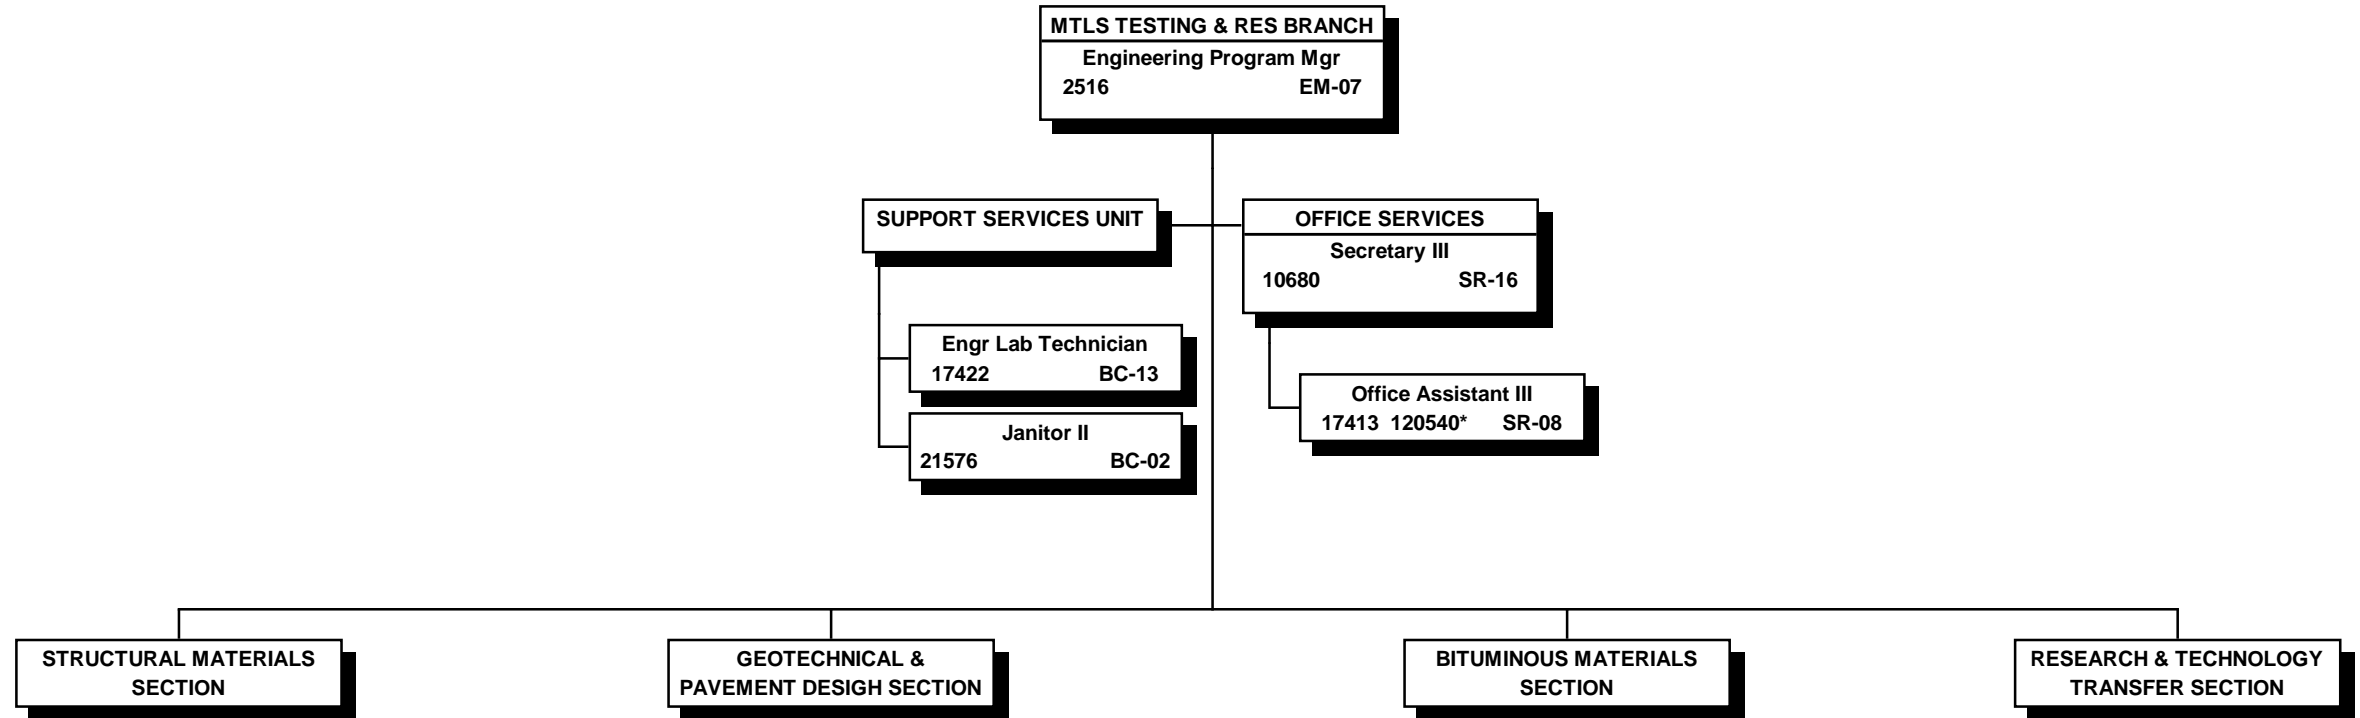 MTLS TESTING & RES BRANCH
Engineering Program Mgr
2516 EM-07
SUPPORT SERVICES UNIT
OFFICE SERVICES
Secretary III
10680 SR-16
Engr Lab Technician
17422 BC-13
Janitor II
21576 BC-02
Office Assistant III
17413 120540* SR-08
STRUCTURAL MATERIALS
SECTION
GEOTECHNICAL &
PAVEMENT DESIGH SECTION
BITUMINOUS MATERIALS
SECTION
RESEARCH & TECHNOLOGY
TRANSFER SECTION